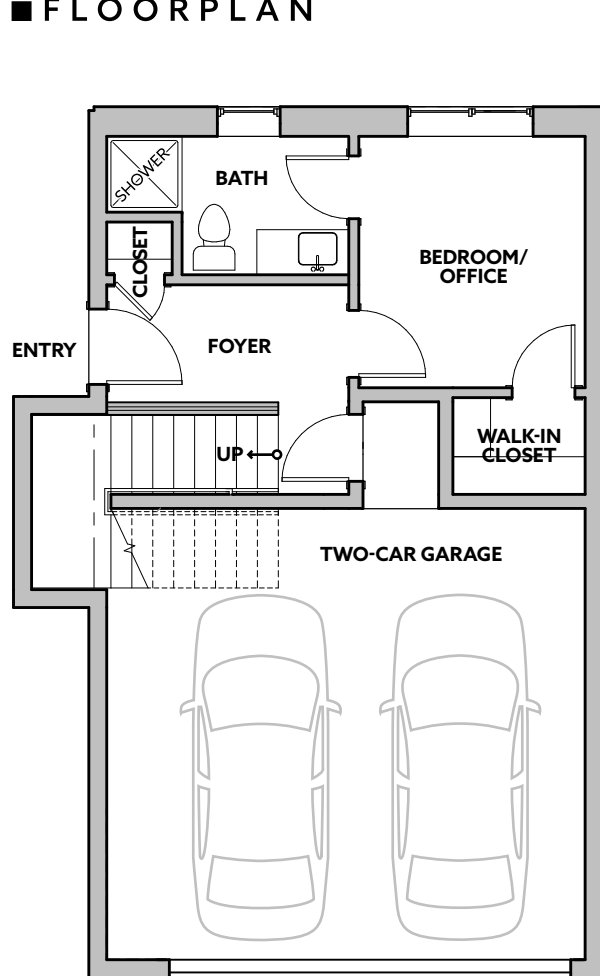 FLOORPLAN
SHOWER
BATH
CLOSET
BEDROOM/
OFFICE
ENTRY
FOYER
UP
WALK-IN
CLOSET
TWO-CAR GARAGE